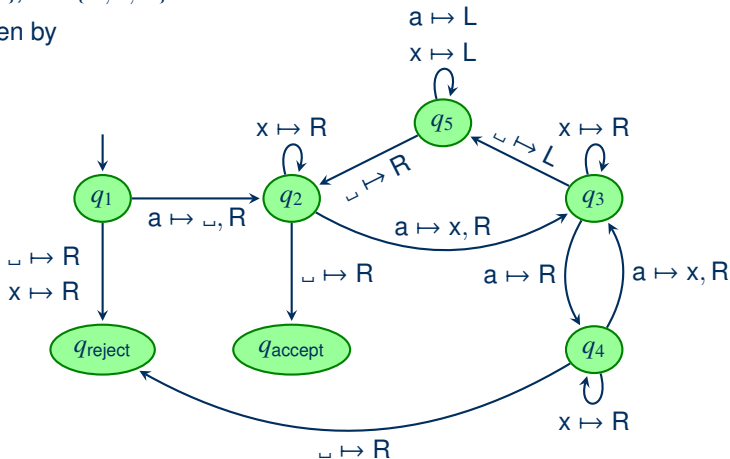 en by
a ↦ L
x ↦ L
q5
x ↦ R
x ↦ R
␣ ↦ L
␣ ↦ R
q1
q2
q3
a ↦ ␣, R
a ↦ x, R
␣ ↦ R
x ↦ R
␣ ↦ R
a ↦ R
a ↦ x, R
qreject
qaccept
q4
x ↦ R
␣ ↦ R